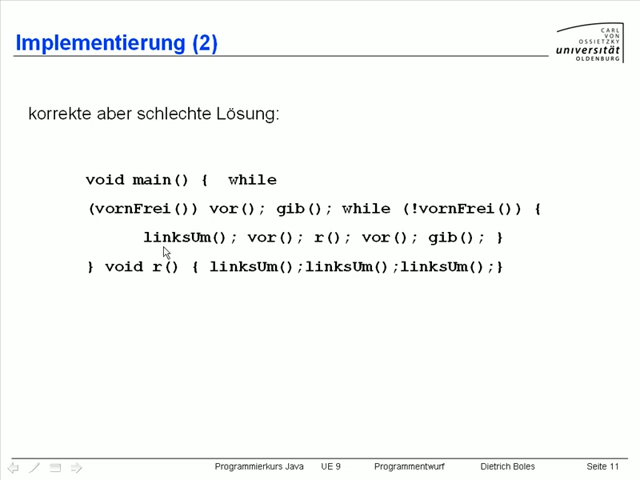 Implementierung (2)
CARL
VON
OSSIETZKY
universität
OLDENBURG
korrekte aber schlechte Lösung:
void main() { while
(vornFrei()) vor(); gib(); while (!vornFrei()) {
linksUm(); vor(); r(); vor(); gib(); }
} void r() { linksUm();linksUm();linksUm();}
Programmierkurs Java UE 9 Programmentwurf Dietrich Boles Seite 11